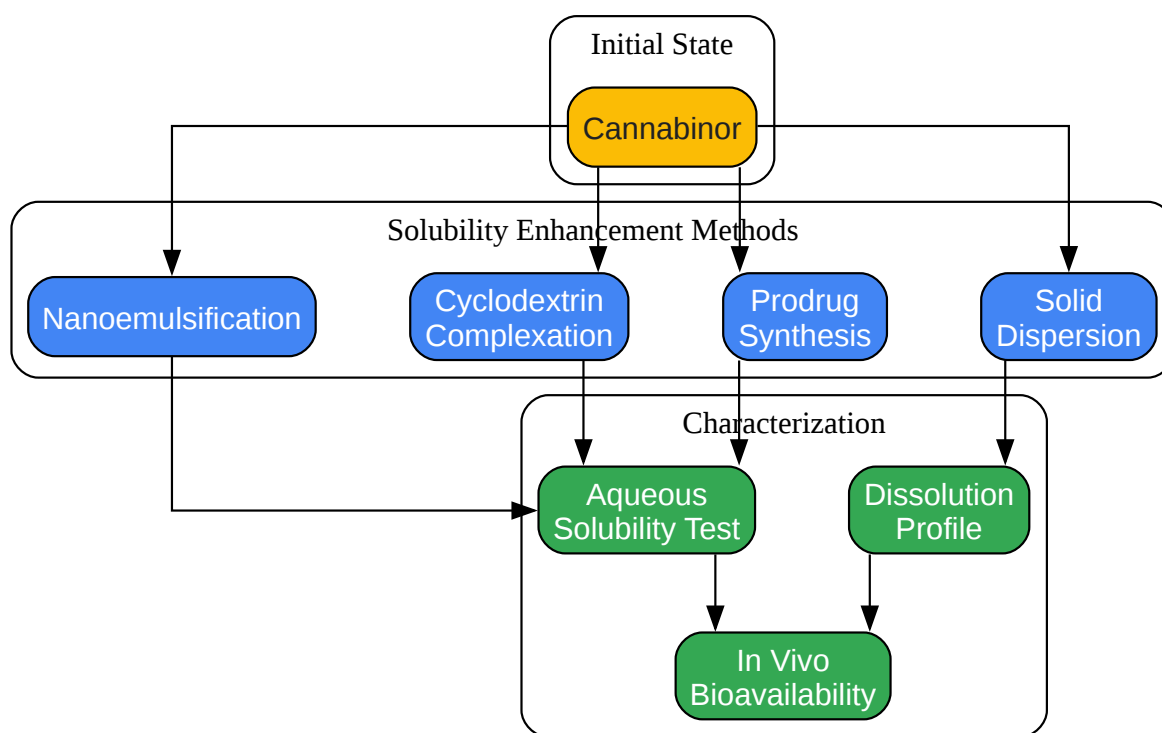 Initial State
Cannabinor
Solubility Enhancement Methods
Nanoemulsification
Cyclodextrin
Complexation
Prodrug
Synthesis
Solid
Dispersion
Characterization
Aqueous
Solubility Test
Dissolution
Profile
In Vivo
Bioavailability